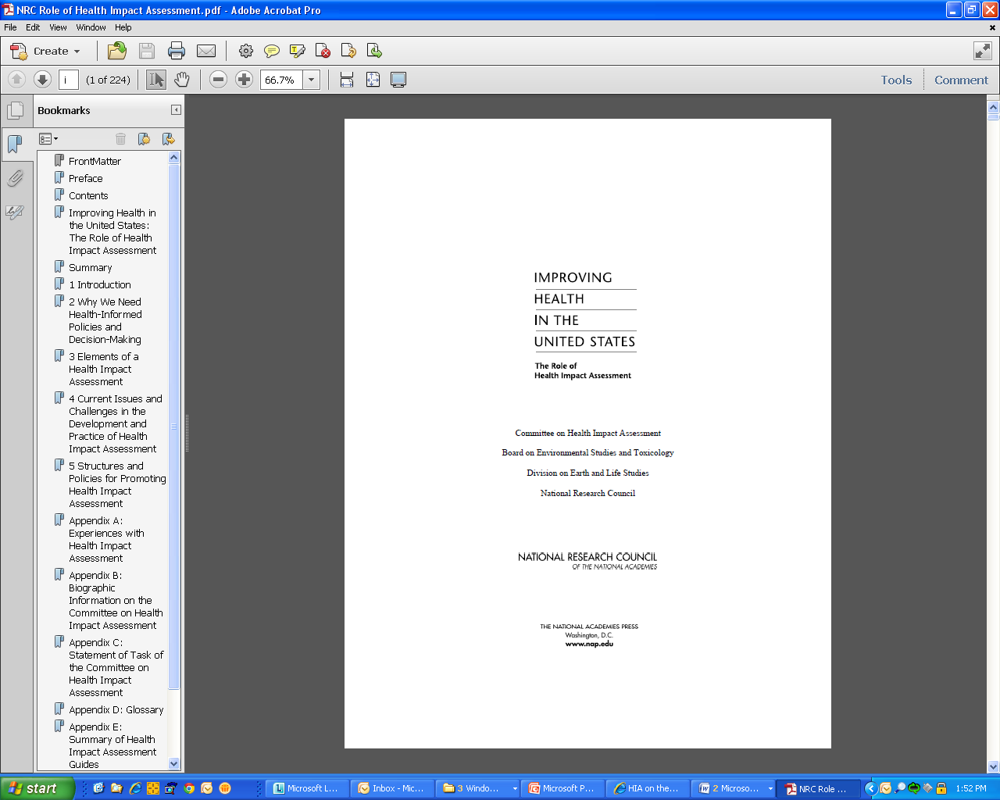 NRC Role of Health Impact Assessment.pdf - Adobe Acrobat Pro
File Edit View Window Help
Create
i (1 of 224) 66.7% Tools Comment
Bookmarks
FrontMatter
Preface
Contents
Improving Health in
the United States:
The Role of Health
Impact Assessment
Summary
1 Introduction
2 Why We Need
Health-Informed
Policies and
Decision-Making
3 Elements of a
Health Impact
Assessment
4 Current Issues and
Challenges in the
Development and
Practice of Health
Impact Assessment
5 Structures and
Policies for Promoting
Health Impact
Assessment
Appendix A:
Experiences with
Health Impact
Assessment
Appendix B:
Biographic
Information on the
Committee on Health
Impact Assessment
Appendix C:
Statement of Task of
the Committee on
Health Impact
Assessment
Appendix D: Glossary
Appendix E:
Summary of Health
Impact Assessment
Guides
IMPROVING
HEALTH
IN THE
UNITED STATES
The Role of
Health Impact Assessment
Committee on Health Impact Assessment
Board on Environmental Studies and Toxicology
Division on Earth and Life Studies
National Research Council
NATIONAL RESEARCH COUNCIL
OF THE NATIONAL ACADEMIES
THE NATIONAL ACADEMIES PRESS
Washington, D.C.
www.nap.edu
start Microsoft L... Inbox - Mic... 3 Windo... Microsoft P... HIA on the... 2 Microso... NRC Role ... 1:52 PM